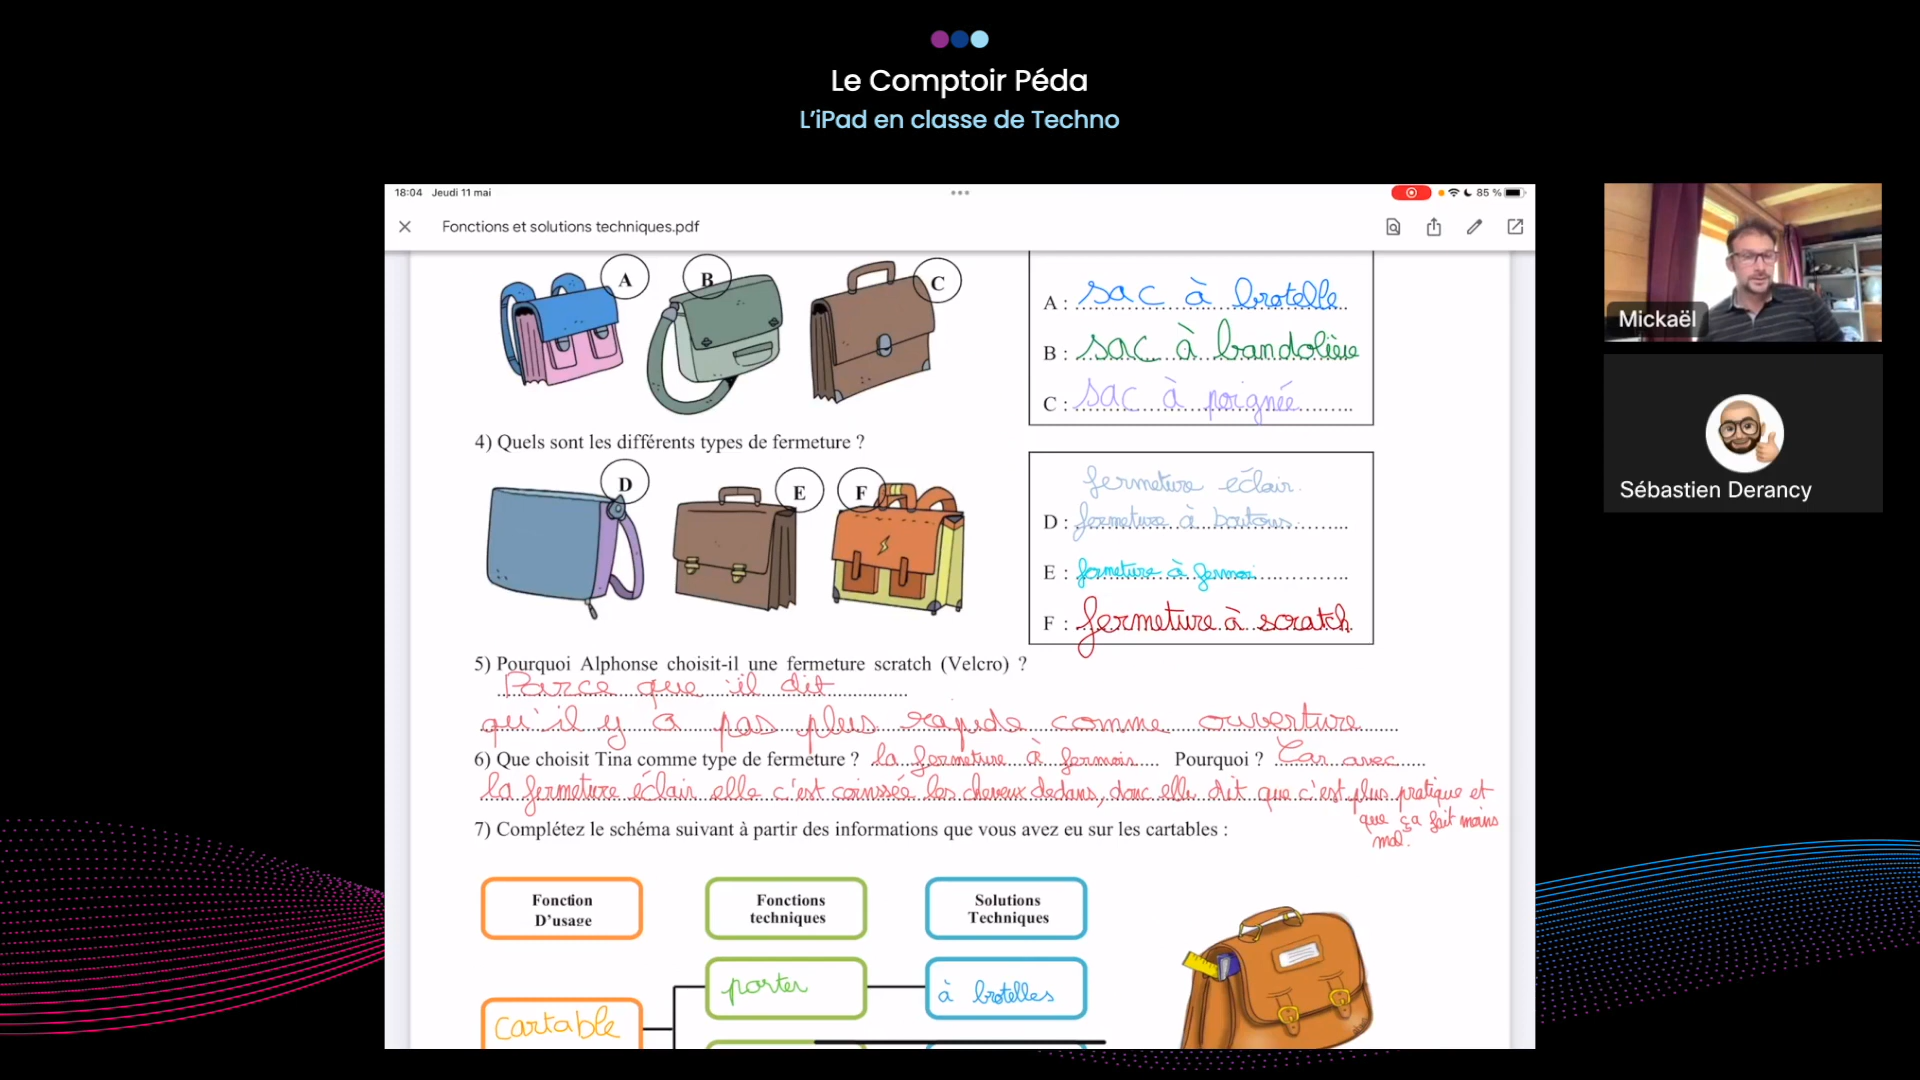 Le Comptoir Péda
L'iPad en classe de Techno
18:04 Jeudi 11 mai
85 %
Fonctions et solutions techniques.pdf
A
B
C
A : sac à brotelle
B : sac à bandolière
C : sac à poignée
4) Quels sont les différents types de fermeture ?
D
E
F
fermeture éclair.
D : fermeture à boutons
E : fermeture à fermoi
F : fermeture à scratch
5) Pourquoi Alphonse choisit-il une fermeture scratch (Velcro) ?
Parce que il dit
qu'il y a pas plus rapide comme ouverture
6) Que choisit Tina comme type de fermeture ? la fermeture à fermois Pourquoi ? Car avec
la fermeture éclair elle c'est coinssée les cheveux dedans, donc elle dit que c'est plus pratique et
que ça fait moins
mal.
7) Complétez le schéma suivant à partir des informations que vous avez eu sur les cartables :
Fonction
D'usage
Fonctions
techniques
Solutions
Techniques
porter
à brotelles
cartable
Mickaël
Sébastien Derancy